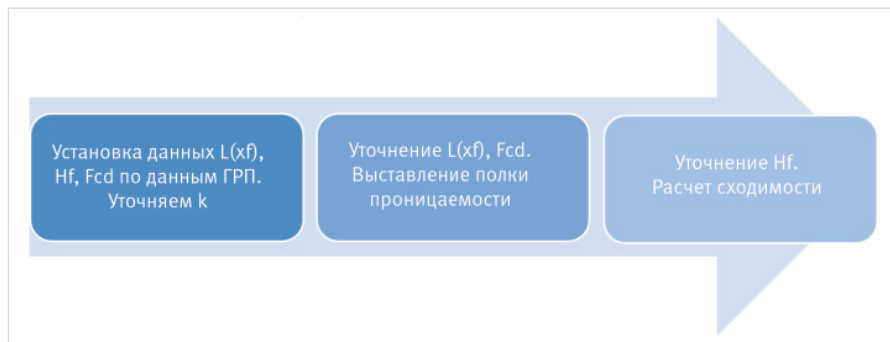 Установка данных L(xf),
Hf, Fcd по данным ГРП.
Уточняем k
Уточнение L(xf), Fcd.
Выставление полки
проницаемости
Уточнение Hf.
Расчет сходимости